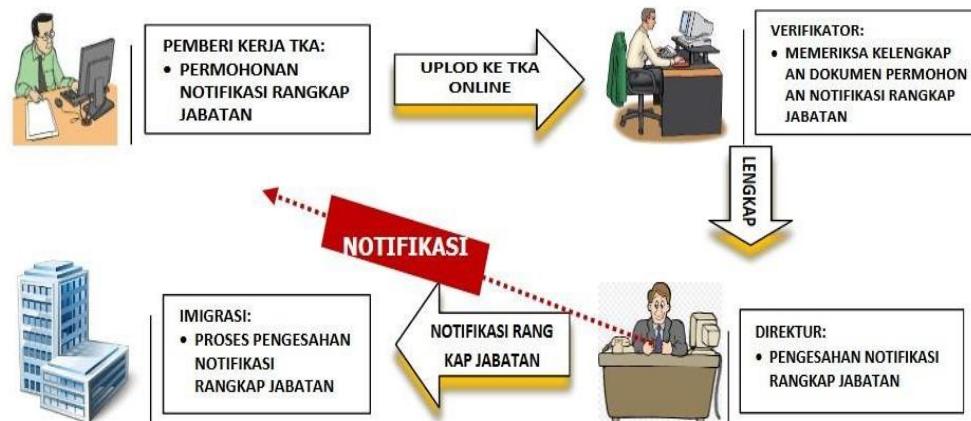 PEMBERI KERJA TKA:
• PERMOHONAN
NOTIFIKASI RANGKAP
JABATAN
UPLOD KE TKA
ONLINE
VERIFIKATOR:
• MEMERIKSA KELENGKAP
AN DOKUMEN PERMOHON
AN NOTIFIKASI RANGKAP
JABATAN
LENGKAP
NOTIFIKASI
DIREKTUR:
• PENGESAHAN NOTIFIKASI
RANGKAP JABATAN
NOTIFIKASI RANG
KAP JABATAN
IMIGRASI:
• PROSES PENGESAHAN
NOTIFIKASI
RANGKAP JABATAN